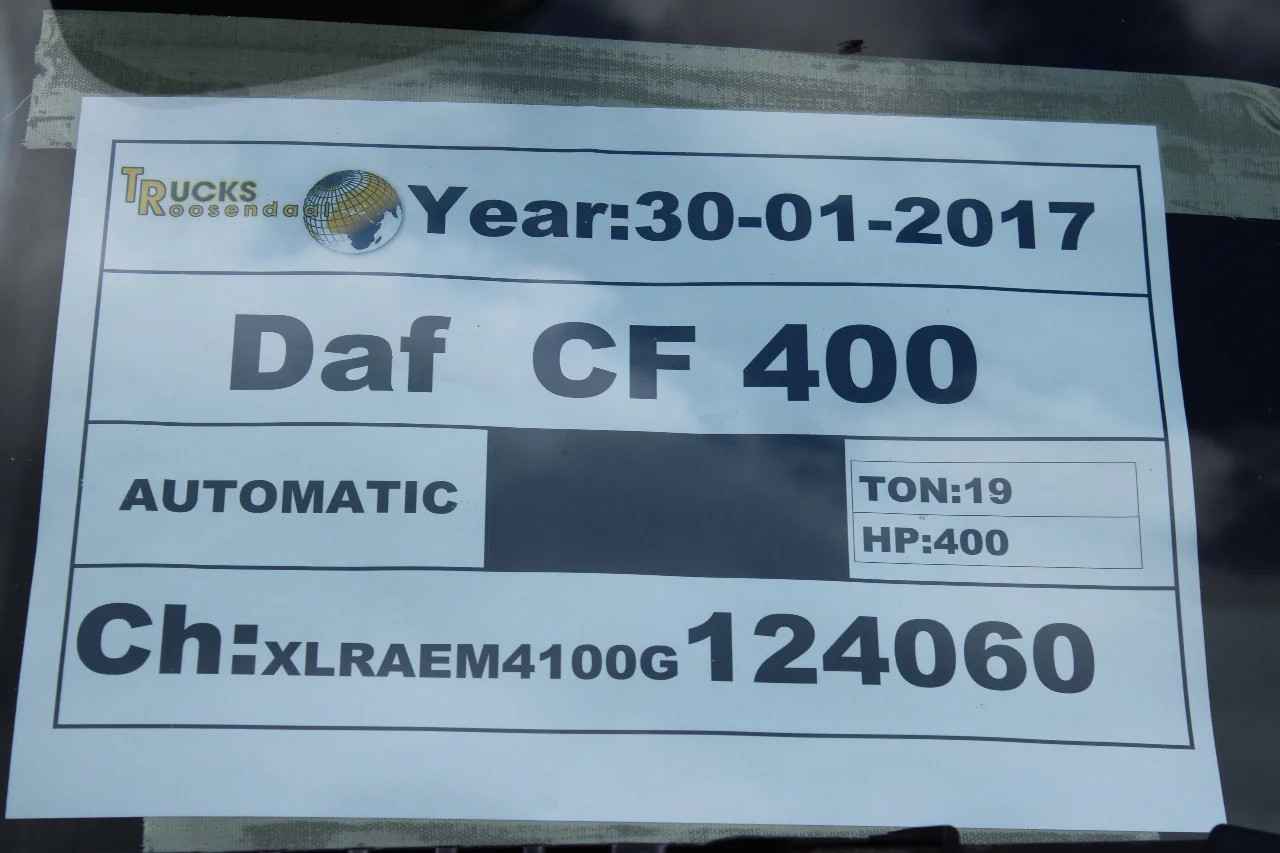 TRUCKS
Roosendaal
Year:30-01-2017
Daf CF 400
AUTOMATIC
TON:19
HP:400
Ch:XLRAEM4100G124060